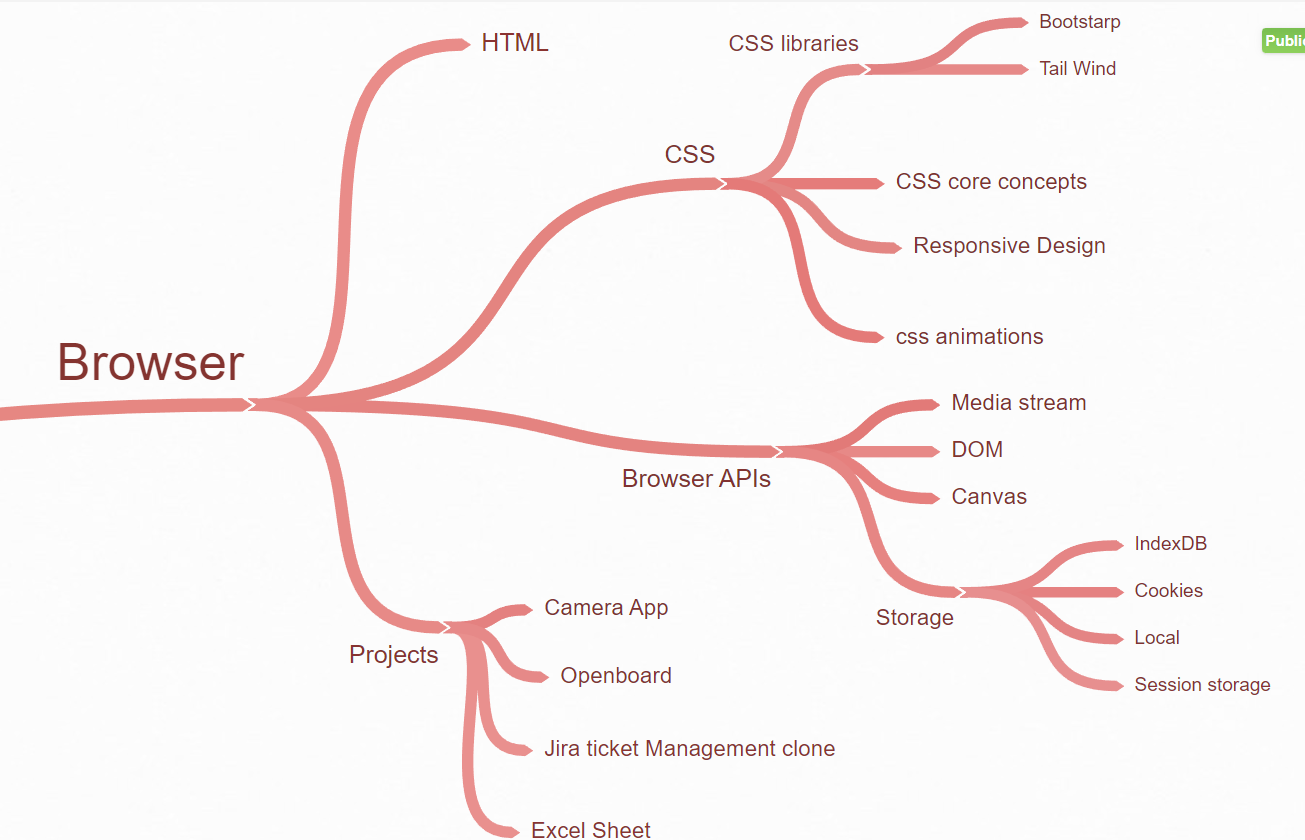 Bootstarp
HTML
CSS libraries
Publi
Tail Wind
CSS
CSS core concepts
Responsive Design
css animations
Browser
Media stream
DOM
Browser APIs
Canvas
IndexDB
Cookies
Storage
Local
Session storage
Camera App
Projects
Openboard
Jira ticket Management clone
Excel Sheet